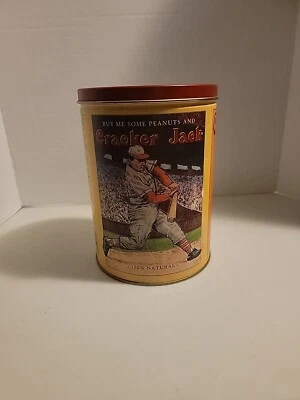 BUY ME SOME PEANUTS AND
Cracker Jack
100% NATURAL